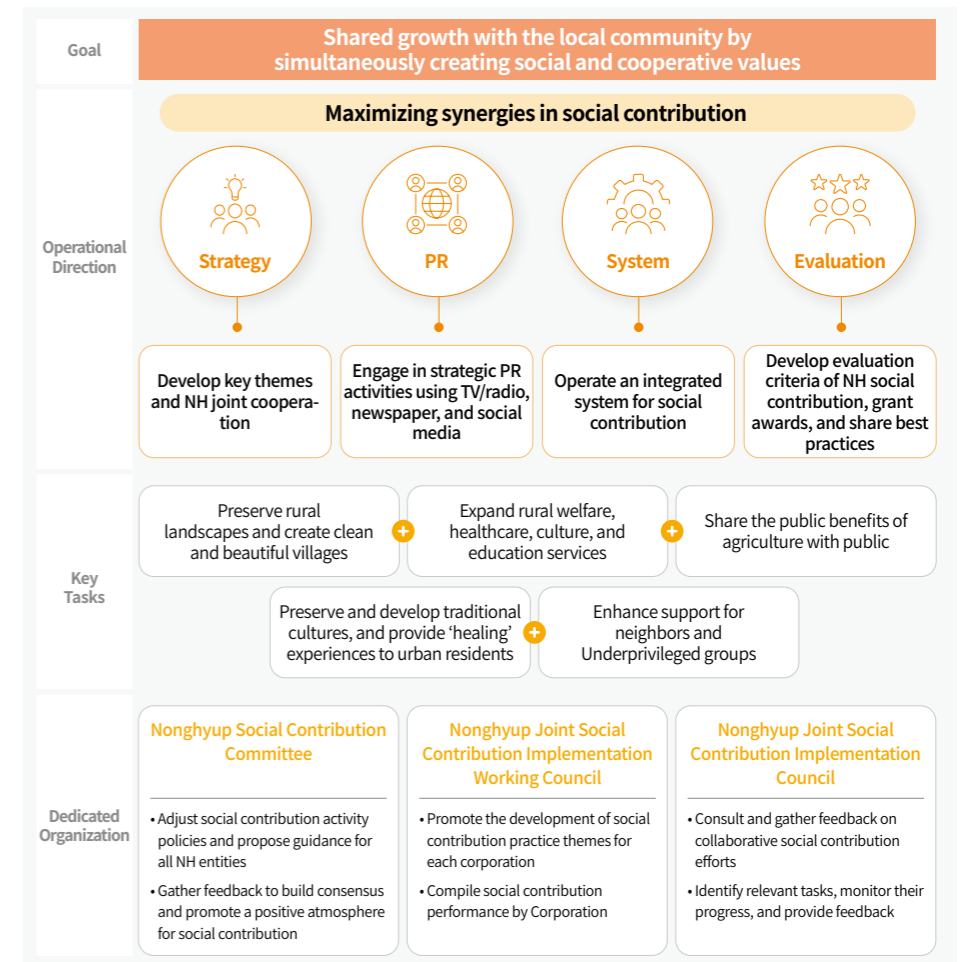 Goal
Shared growth with the local community by
simultaneously creating social and cooperative values
Operational
Direction
Maximizing synergies in social contribution
Strategy
PR
System
Evaluation
Develop key themes
and NH joint coopera-
tion
Engage in strategic PR
activities using TV/radio,
newspaper, and social
media
Operate an integrated
system for social
contribution
Develop evaluation
criteria of NH social
contribution, grant
awards, and share best
practices
Key
Tasks
Preserve rural
landscapes and create clean
and beautiful villages
Expand rural welfare,
healthcare, culture, and
education services
Share the public benefits of
agriculture with public
Preserve and develop traditional
cultures, and provide ‘healing’
experiences to urban residents
Enhance support for
neighbors and
Underprivileged groups
Dedicated
Organization
Nonghyup Social Contribution
Committee
• Adjust social contribution activity
policies and propose guidance for
all NH entities
• Gather feedback to build consensus
and promote a positive atmosphere
for social contribution
Nonghyup Joint Social
Contribution Implementation
Working Council
• Promote the development of social
contribution practice themes for
each corporation
• Compile social contribution
performance by Corporation
Nonghyup Joint Social
Contribution Implementation
Council
• Consult and gather feedback on
collaborative social contribution
efforts
• Identify relevant tasks, monitor their
progress, and provide feedback